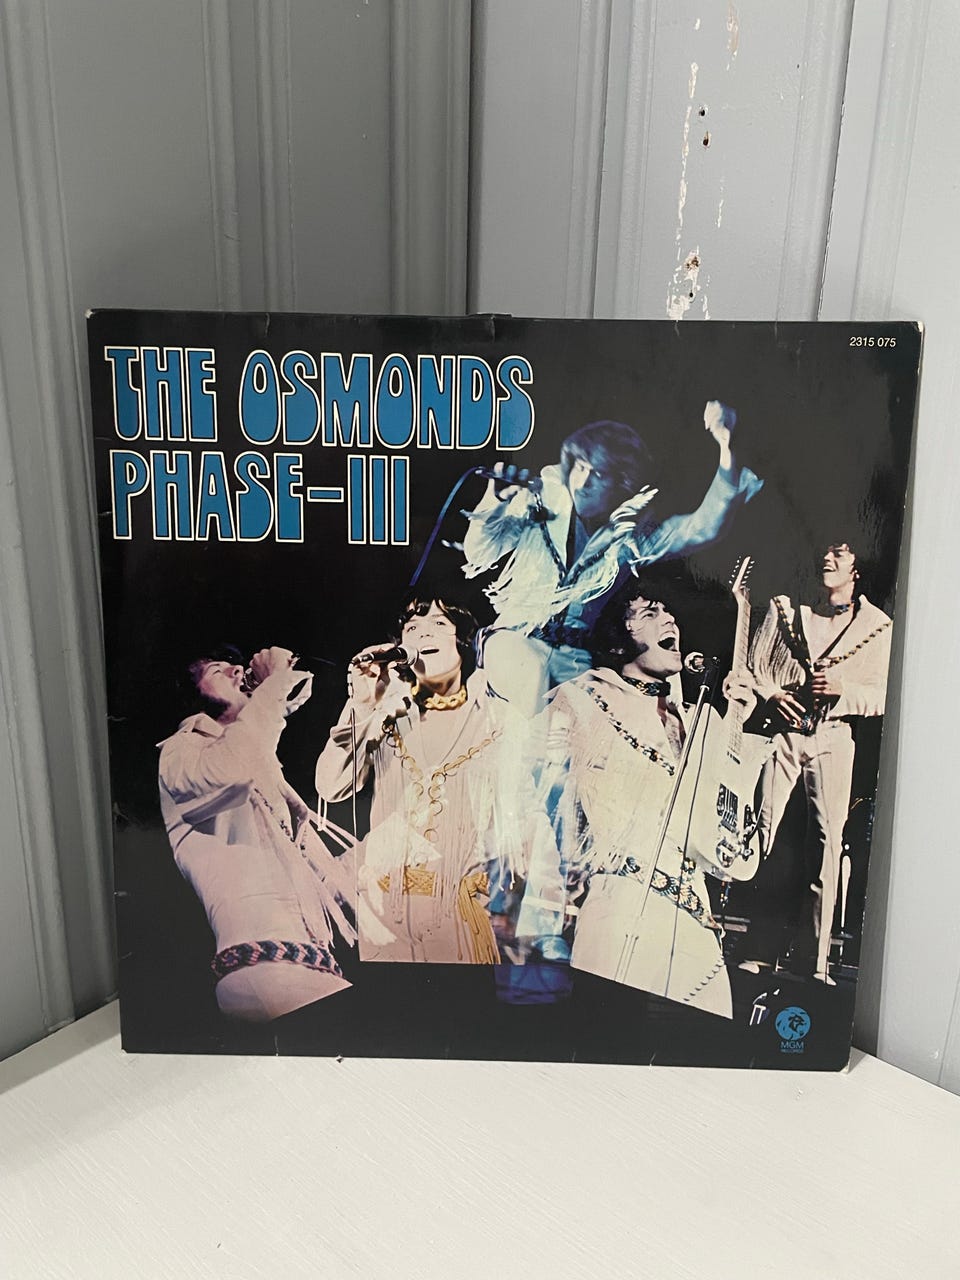 THE OSMONDS
PHASE-III
2315 075
MGM
RECORDS